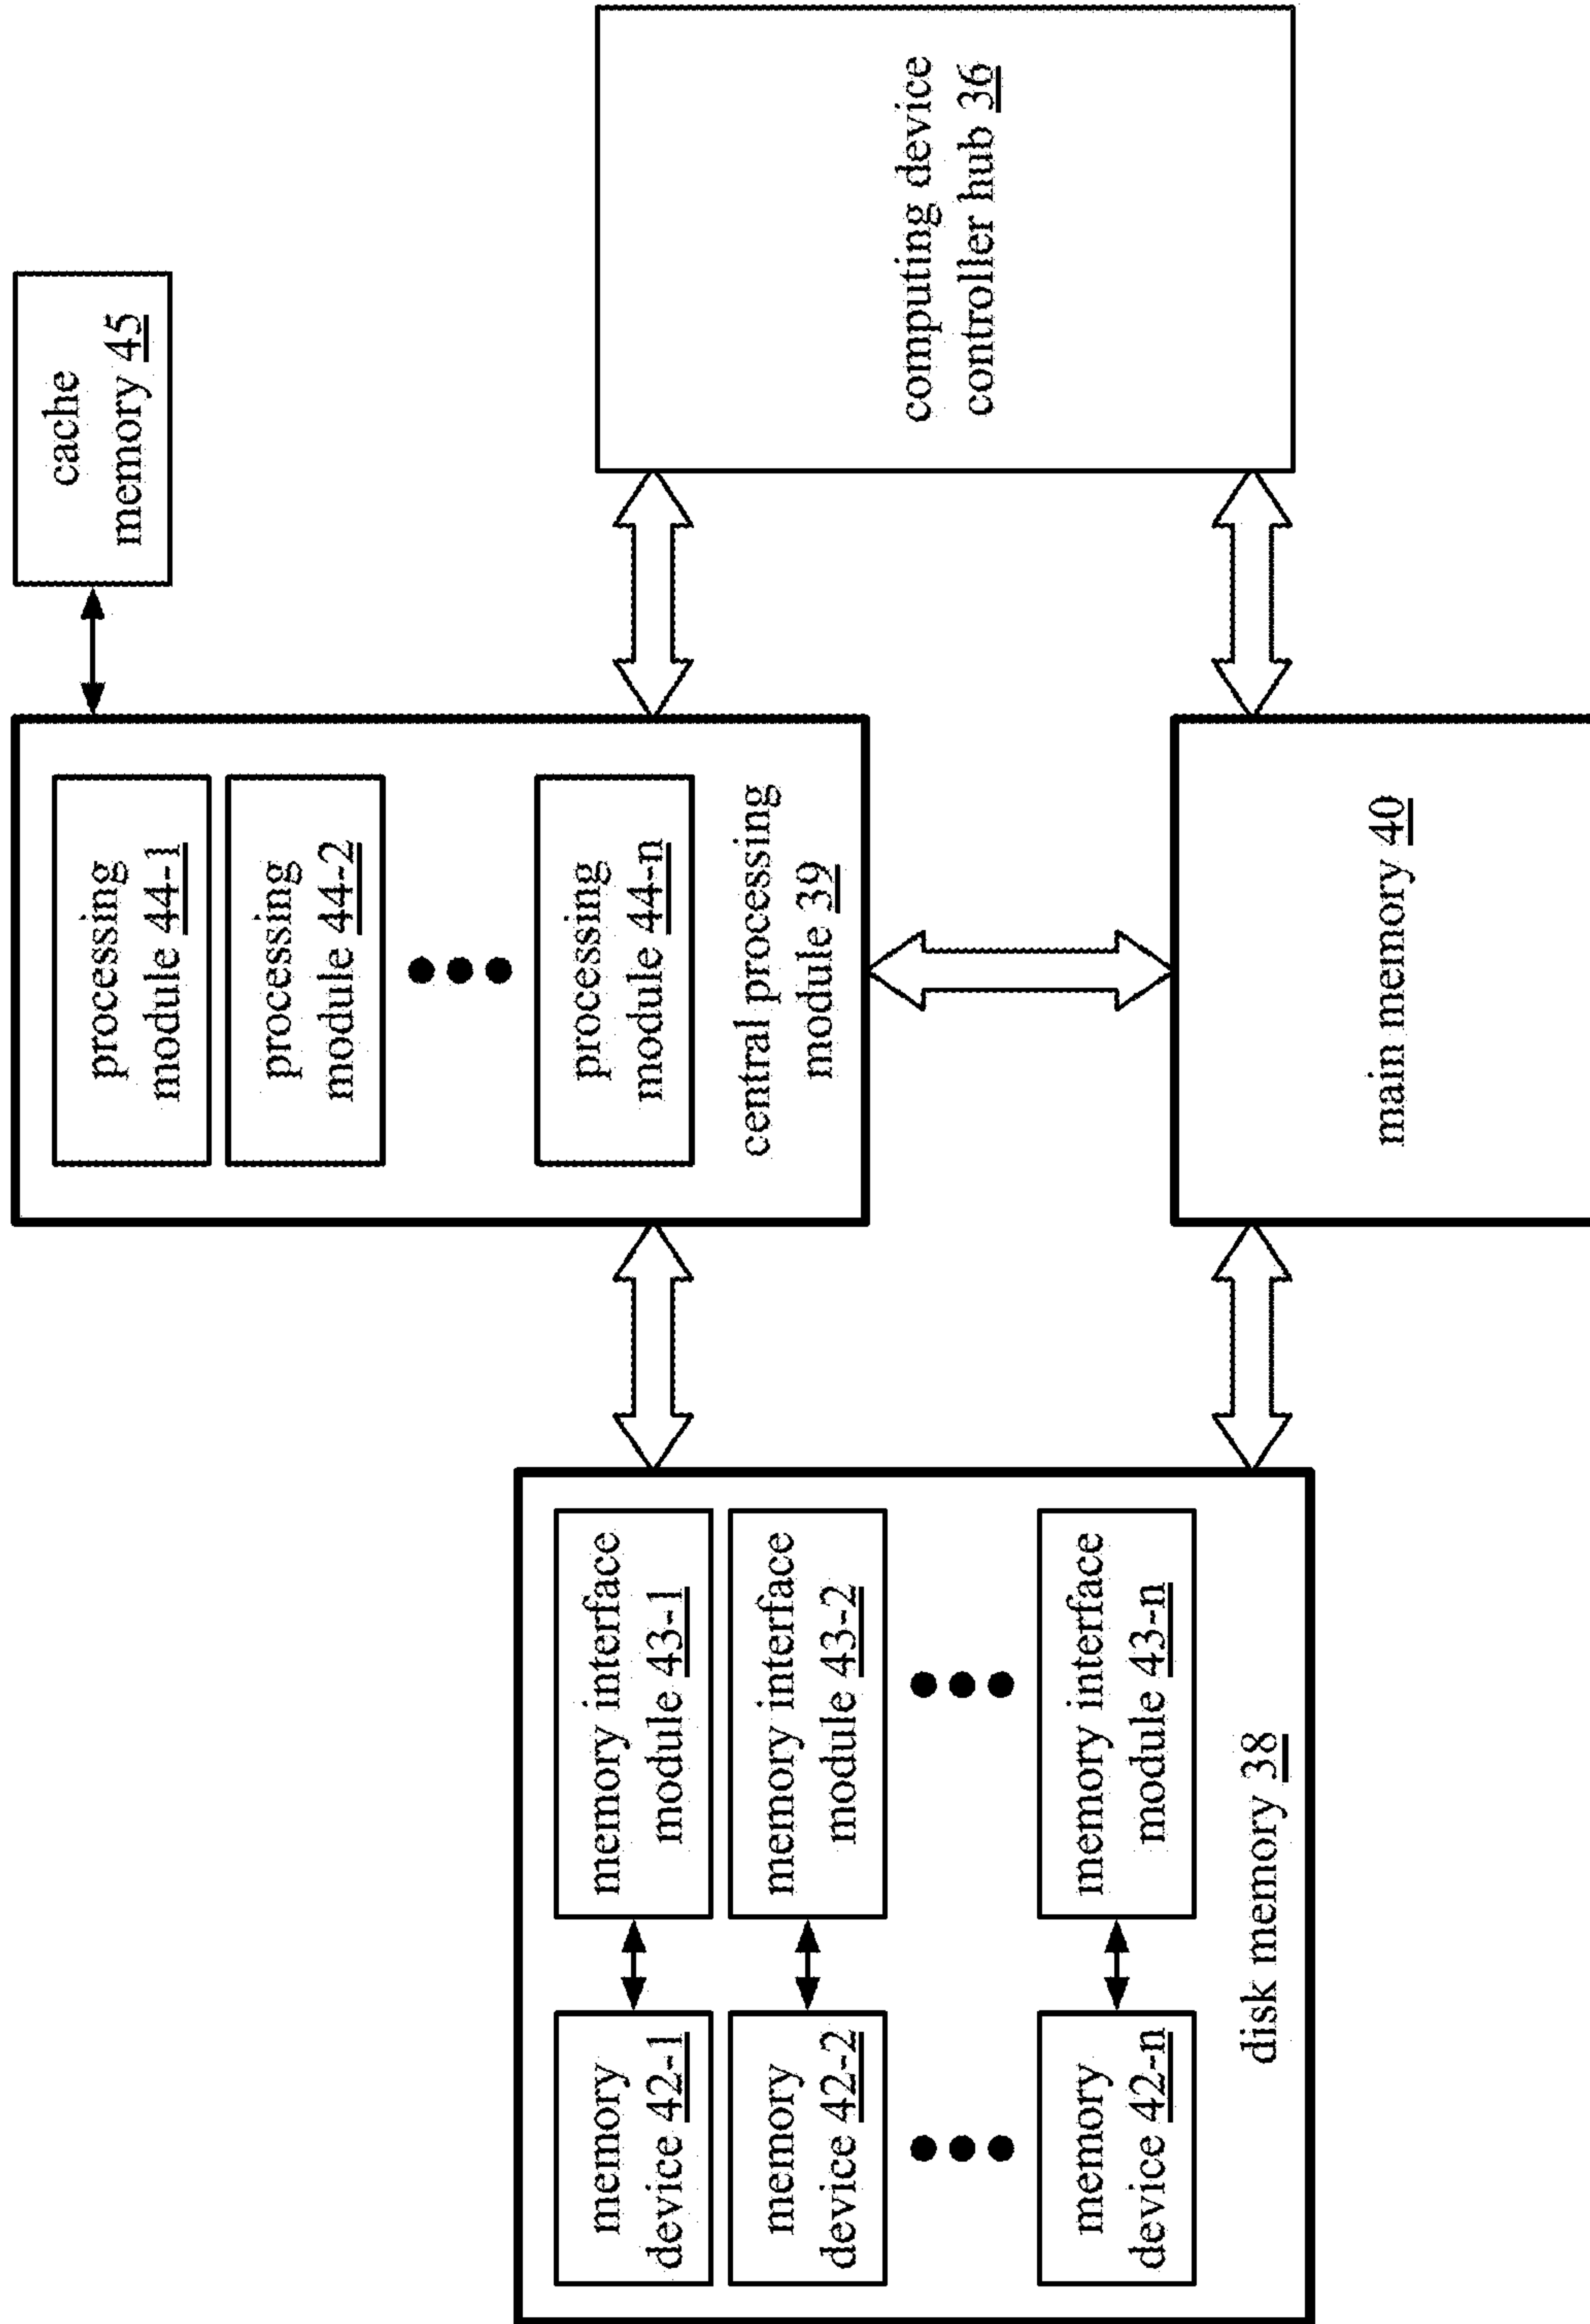 memory
device 42-1
memory interface
module 43-1
memory
device 42-2
memory interface
module 43-2
memory
device 42-n
memory interface
module 43-n
disk memory 38
processing
module 44-1
processing
module 44-2
processing
module 44-n
central processing
module 39
main memory 40
cache
memory 45
computing device
controller hub 36